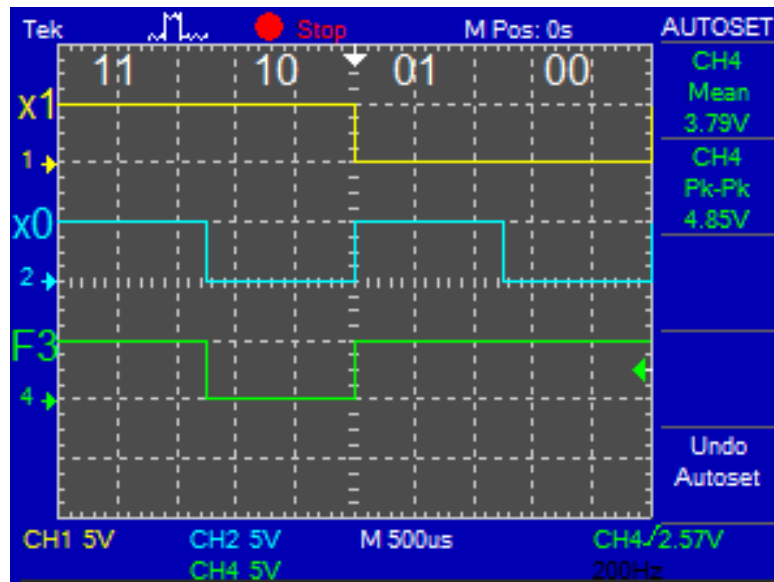 Tek Stop M Pos: 0s AUTOSET
11 10 01 00
CH4
Mean
3.79V
x1
1
CH4
Pk-Pk
4.85V
x0
2
F3
4
Undo
Autoset
CH1 5V CH2 5V M 500us CH4 2.57V
CH4 5V 200Hz